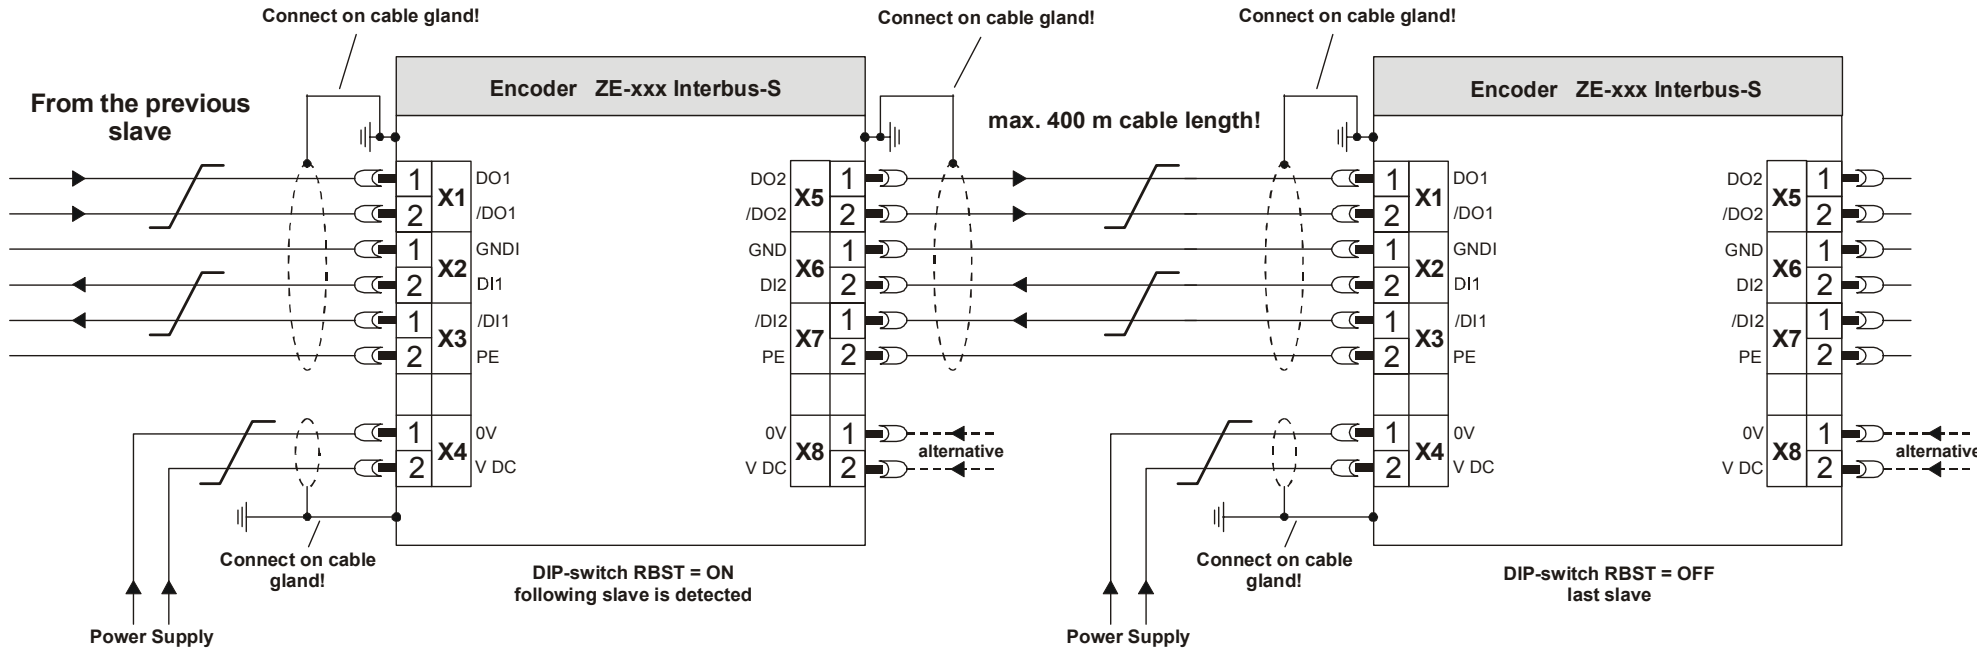 Connect on cable gland!
Connect on cable gland!
Connect on cable gland!
Encoder ZE-xxx Interbus-S
Encoder ZE-xxx Interbus-S
From the previous
slave
max. 400 m cable length!
1
X1
DO1
2
/DO1
1
X2
GNDI
2
DI1
1
X3
/DI1
2
PE
1
X4
0V
2
V DC
DO2
X5
1
/DO2
2
GND
X6
1
DI2
2
/DI2
X7
1
PE
2
0V
X8
1
V DC
2
alternative
1
X1
DO1
2
/DO1
1
X2
GNDI
2
DI1
1
X3
/DI1
2
PE
1
X4
0V
2
V DC
DO2
X5
1
/DO2
2
GND
X6
1
DI2
2
/DI2
X7
1
PE
2
0V
X8
1
V DC
2
alternative
Connect on cable
gland!
Connect on cable
gland!
DIP-switch RBST = ON
following slave is detected
DIP-switch RBST = OFF
last slave
Power Supply
Power Supply